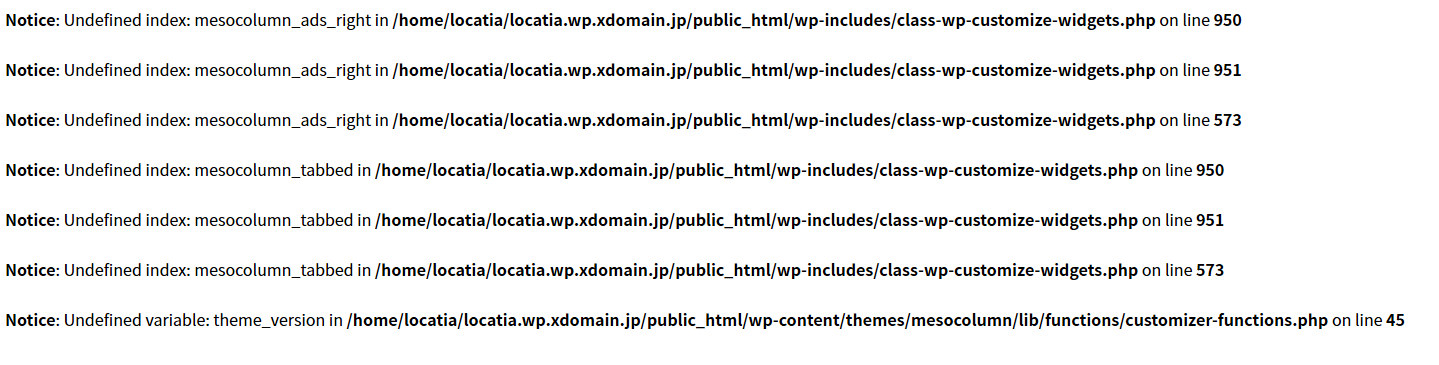 Notice: Undefined index: mesocolumn_ads_right in /home/locatia/locatia.wp.xdomain.jp/public_html/wp-includes/class-wp-customize-widgets.php on line 950
Notice: Undefined index: mesocolumn_ads_right in /home/locatia/locatia.wp.xdomain.jp/public_html/wp-includes/class-wp-customize-widgets.php on line 951
Notice: Undefined index: mesocolumn_ads_right in /home/locatia/locatia.wp.xdomain.jp/public_html/wp-includes/class-wp-customize-widgets.php on line 573
Notice: Undefined index: mesocolumn_tabbed in /home/locatia/locatia.wp.xdomain.jp/public_html/wp-includes/class-wp-customize-widgets.php on line 950
Notice: Undefined index: mesocolumn_tabbed in /home/locatia/locatia.wp.xdomain.jp/public_html/wp-includes/class-wp-customize-widgets.php on line 951
Notice: Undefined index: mesocolumn_tabbed in /home/locatia/locatia.wp.xdomain.jp/public_html/wp-includes/class-wp-customize-widgets.php on line 573
Notice: Undefined variable: theme_version in /home/locatia/locatia.wp.xdomain.jp/public_html/wp-content/themes/mesocolumn/lib/functions/customizer-functions.php on line 45